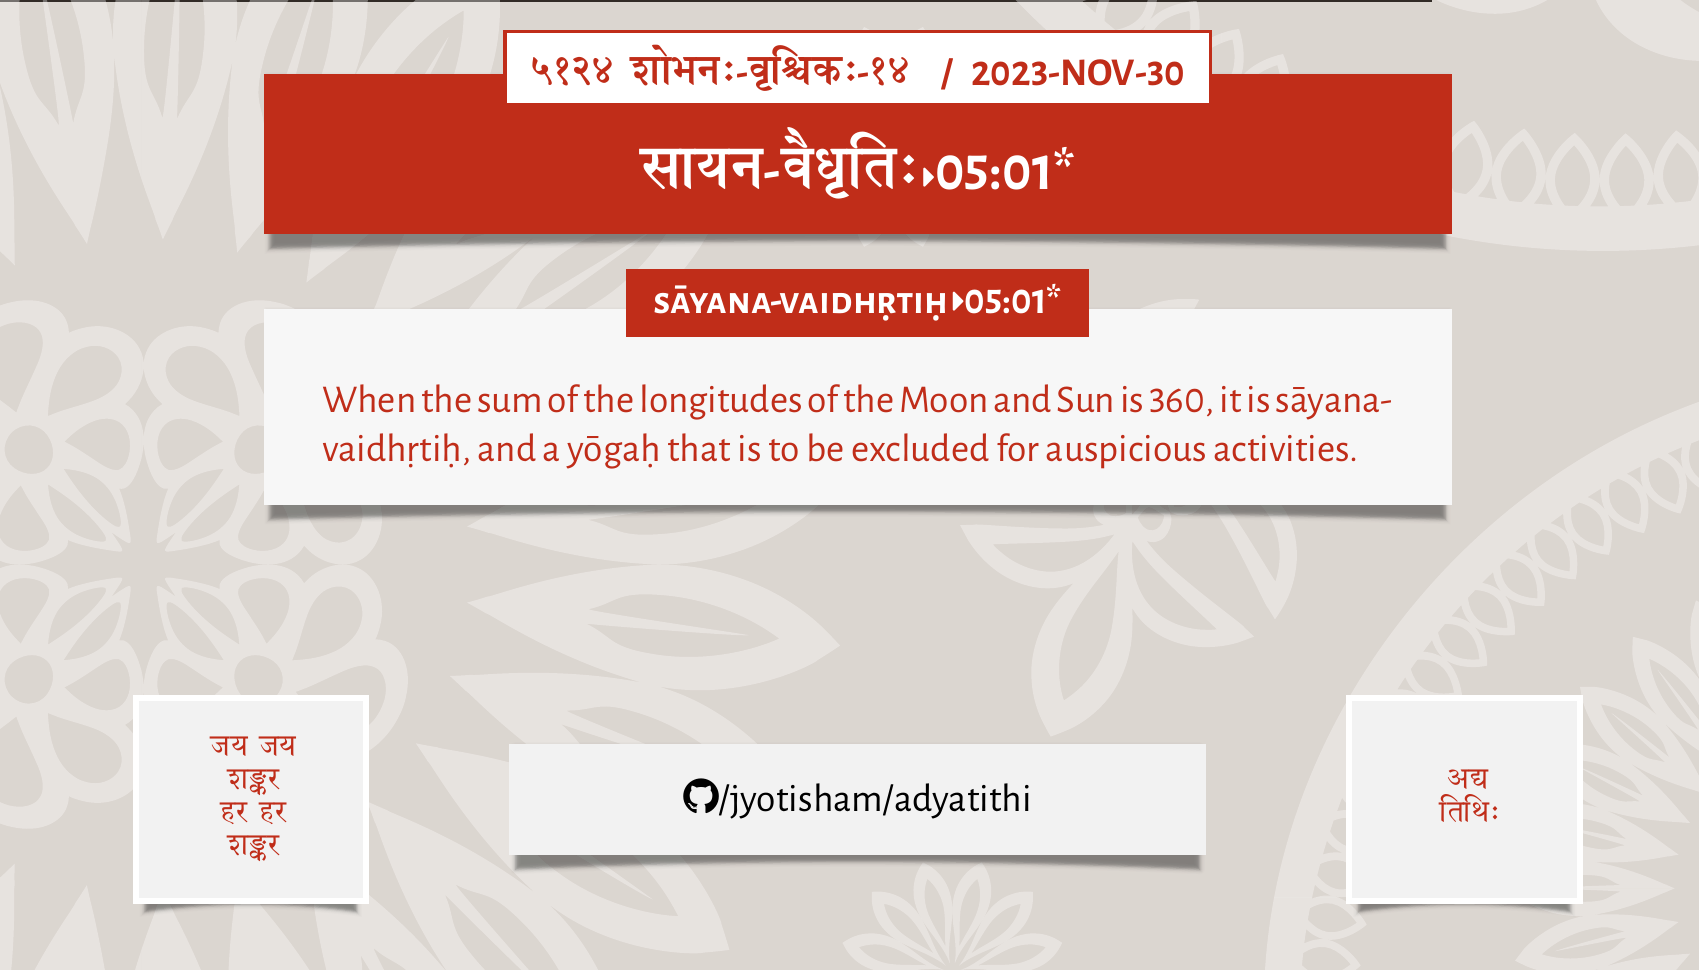 ५१२४ शोभनः-वृश्चिकः-१४ / 2023-NOV-30
सायन-वैधृतिः▸05:01*
SĀYANA-VAIDHṚTIḤ▸05:01*
When the sum of the longitudes of the Moon and Sun is 360, it is sāyana-
vaidhṛtiḥ, and a yōgaḥ that is to be excluded for auspicious activities.
जय जय
शङ्कर
हर हर
शङ्कर
/jyotisham/adyatithi
अद्य
तिथिः